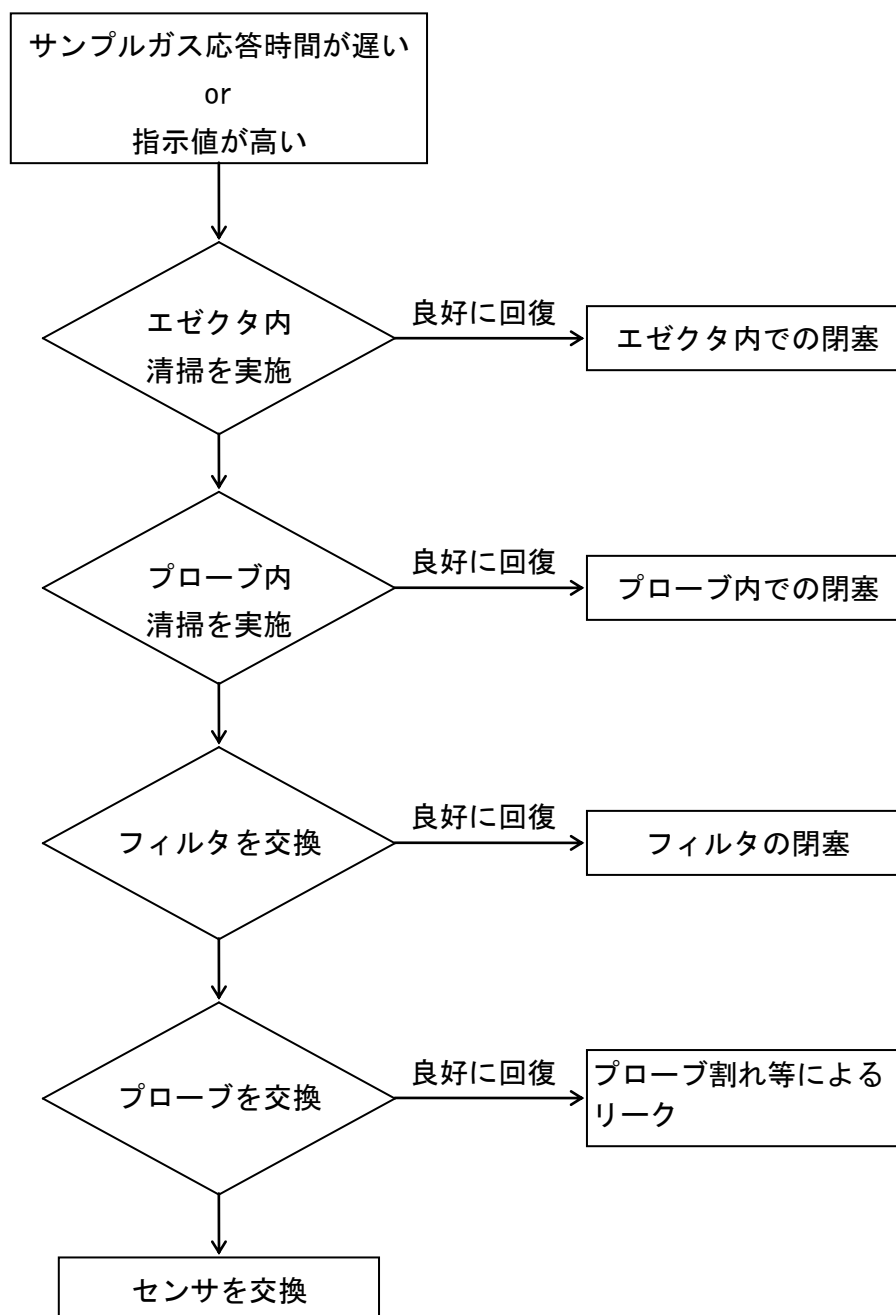 サンプルガス応答時間が遅い
or
指示値が高い
エゼクタ内
清掃を実施
良好に回復
エゼクタ内での閉塞
プローブ内
清掃を実施
良好に回復
プローブ内での閉塞
フィルタを交換
良好に回復
フィルタの閉塞
プローブを交換
良好に回復
プローブ割れ等による
リーク
センサを交換